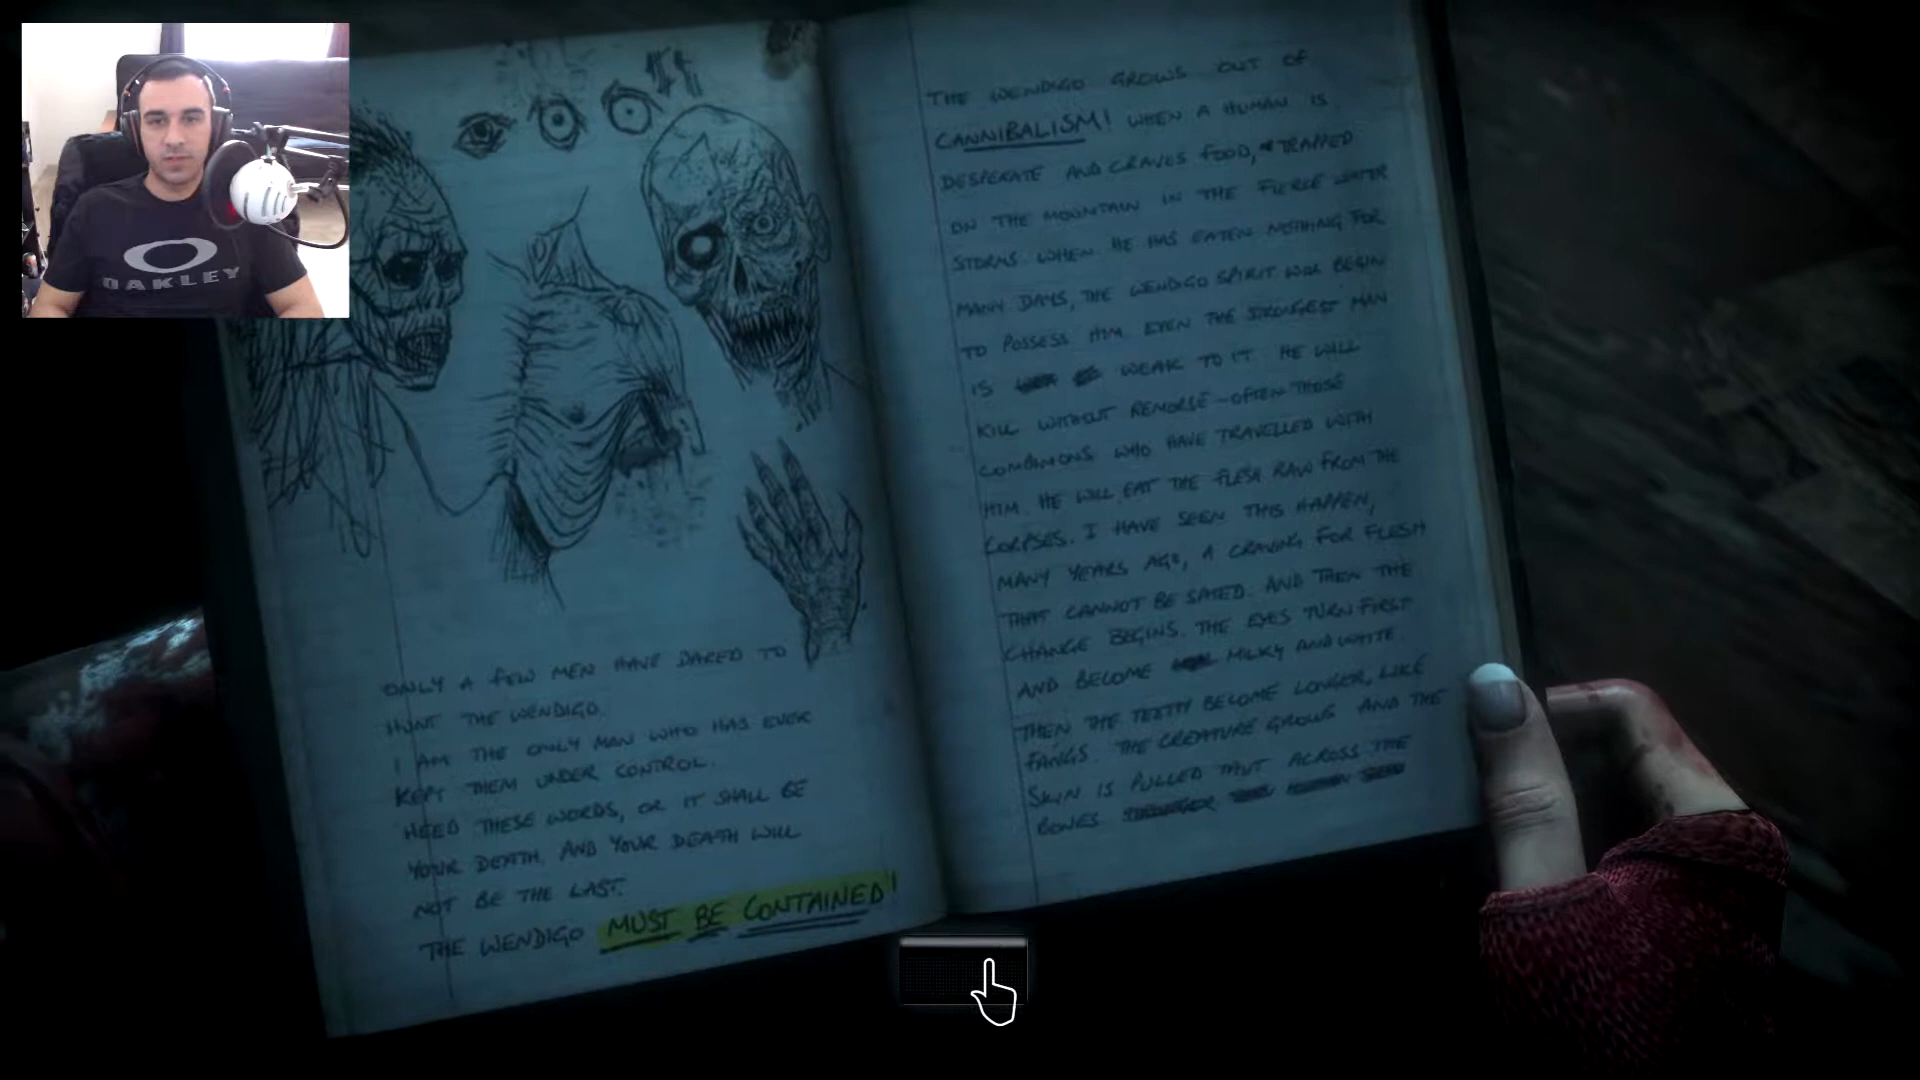 OAKLEY
ONLY A FEW MEN HAVE DARED TO
HUNT THE WENDIGO.
I AM THE ONLY MAN WHO HAS EVER
KEPT THEM UNDER CONTROL.
HEED THESE WORDS, OR IT SHALL BE
YOUR DEATH. AND YOUR DEATH WILL
NOT BE THE LAST.
THE WENDIGO MUST BE CONTAINED!
THE WENDIGO GROWS OUT OF
CANNIBALISM! WHEN A HUMAN IS
DESPERATE AND CRAVES FOOD, TRAPPED
ON THE MOUNTAIN IN THE FIERCE WINTER
STORMS. WHEN HE HAS EATEN NOTHING FOR
MANY DAYS, THE WENDIGO SPIRIT WILL BEGIN
TO POSSESS HIM. EVEN THE STRONGEST MAN
IS WEAK TO IT. HE WILL
KILL WITHOUT REMORSE - OFTEN THOSE
WHO HAVE TRAVELLED WITH
HIM. HE WILL EAT THE FLESH RAW FROM THE
CORPSES. I HAVE SEEN THIS HAPPEN,
MANY YEARS AGO, A CRAVING FOR FLESH
THAT CANNOT BE SATED. AND THEN THE
CHANGE BEGINS. THE EYES TURN FIRST
AND BECOME MILKY AND WHITE
THEN THE TEETH BECOME LONGER, LIKE
FANGS. THE CREATURE GROWS AND THE
SKIN IS PULLED TAUT ACROSS THE
BONES